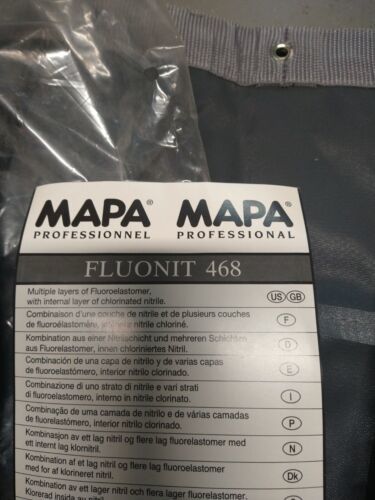 MAPA® MAPA®
PROFESSIONNEL PROFESSIONAL
FLUONIT 468
Multiple layers of Fluoroelastomer,
with internal layer of chlorinated nitrile.
US GB
Combinaison d'une couche de nitrile et de plusieurs couches
de fluoroélastomère, intérieur nitrile chloriné.
F
Kombination aus einer Nitrilschicht und mehreren Schichten
aus Fluorelastomer, innen chloriniertes Nitril.
D
Combinación de una capa de nitrilo y de varias capas
de fluoroelastómero, interior nitrilo clorinado.
E
Combinazione di uno strato di nitrile e vari strati
di fluoroelastomero, interno in nitrile clorinato.
I
Combinação de uma camada de nitrilo e de várias camadas
de fluoroelastómero, interior nitrilo clorinado.
P
Kombinasjon av ett lag nitril og flere lag fluorelastomer med
ett internt lag klornitril.
N
Kombination af et lag nitril og flere lag fluoroelastomer
med for af klorineret nitril.
Dk
Kombination av ett lager nitril och flera lager fluorelastomer